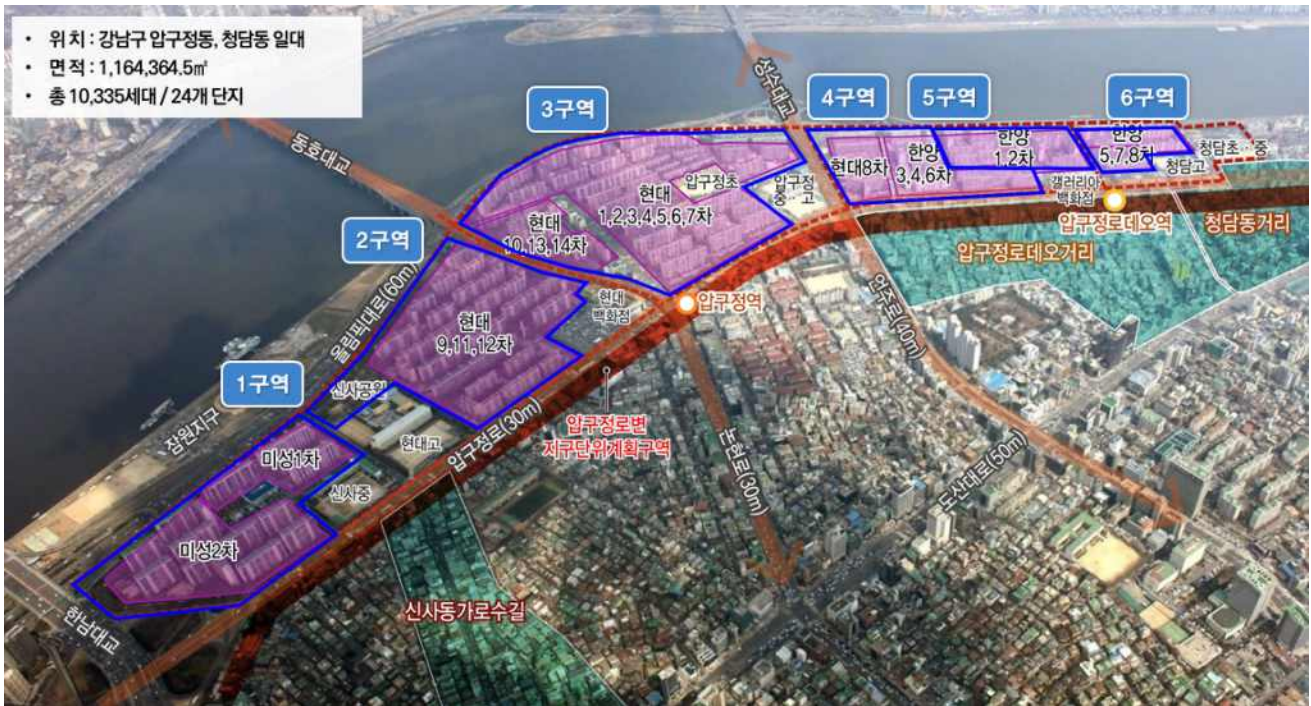 • 위 치 : 강남구 압구정동, 청담동 일대
• 면 적 : 1,164,364.5㎡
• 총 10,335세대 / 24개 단지
3구역
성수대교
4구역
5구역
6구역
동호대교
현대8차
한양
3,4,6차
한양
1,2차
한양
5,7,8차
청담초·중
청담고
압구정초
압구정
중·고
갤러리아
백화점
현대
1,2,3,4,5,6,7차
현대
10,13,14차
압구정로데오역
청담동거리
압구정로데오거리
2구역
올림픽대로(60m)
현대
백화점
압구정역
언주로(40m)
현대
9,11,12차
1구역
신사공원
잠원지구
현대고
압구정로(30m)
압구정로변
지구단위계획구역
미성1차
신사중
논현로(30m)
도산대로(50m)
미성2차
한남대교
신사동가로수길